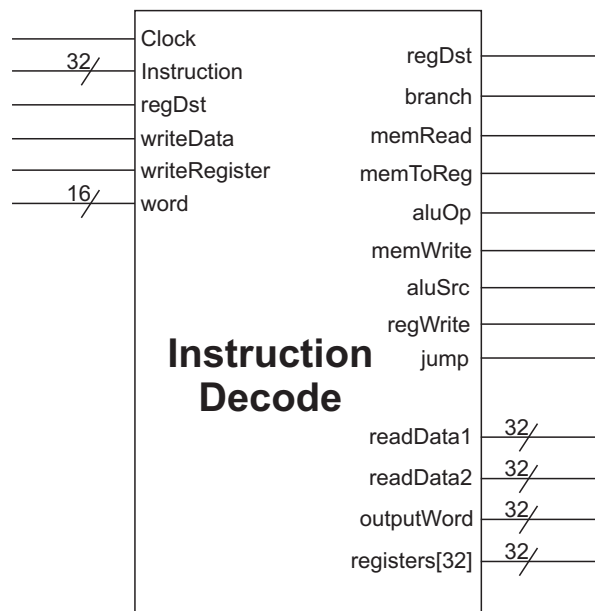 Clock
32
Instruction
regDst
writeData
writeRegister
16
word
regDst
branch
memRead
memToReg
aluOp
memWrite
aluSrc
regWrite
jump
Instruction
Decode
readData1
32
readData2
32
outputWord
32
registers[32]
32